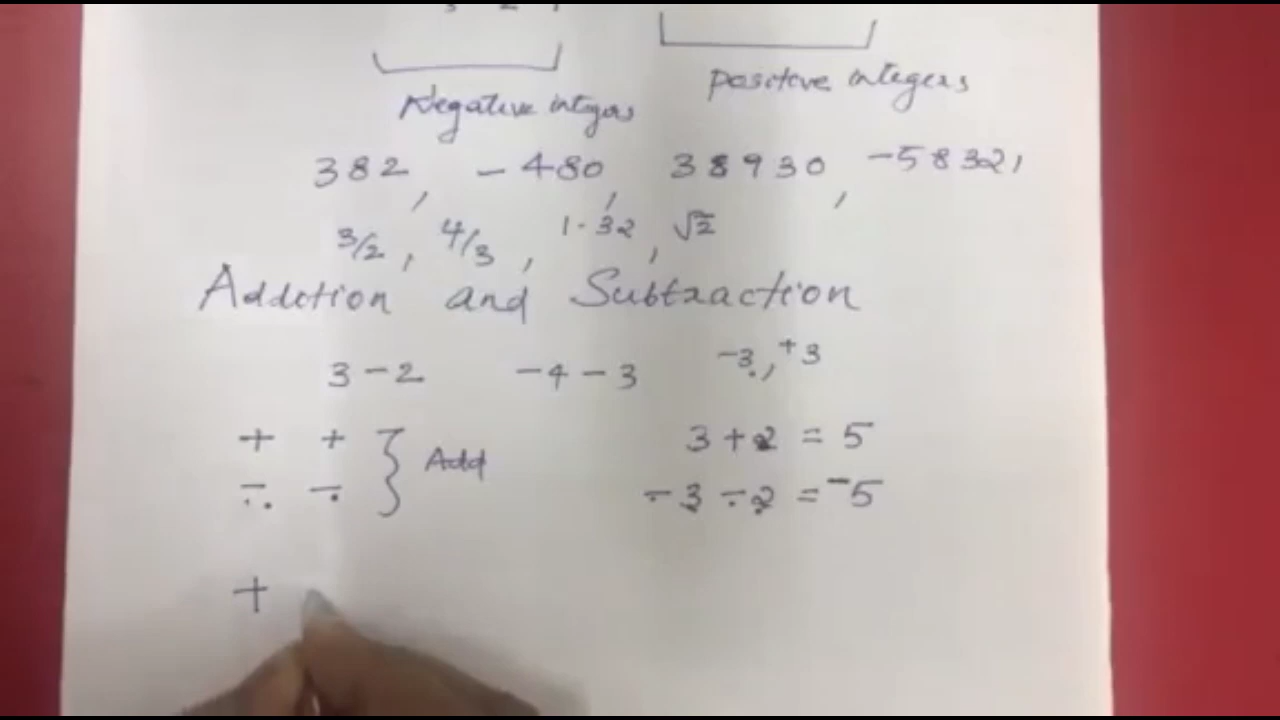 Negative integers positive integers
382, -480, 38930, -58321,
3/2, 4/3, 1.32, √2
Addition and Subtraction
3-2 -4-3 -3, +3
+ + } Add 3+2 = 5
- - -3 -2 = -5
+